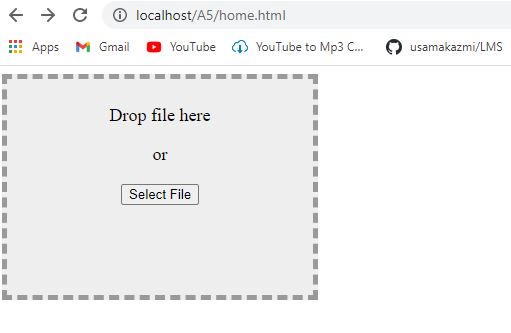 localhost/A5/home.html
Apps Gmail YouTube YouTube to Mp3 C... usamakazmi/LMS
Drop file here
or
Select File